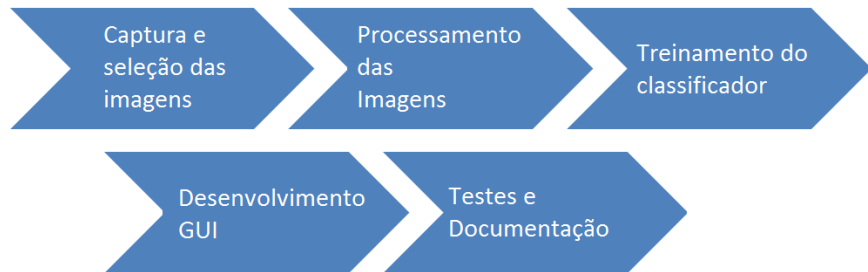 Captura e
seleção das
imagens
Processamento
das
Imagens
Treinamento do
classificador
Desenvolvimento
GUI
Testes e
Documentação